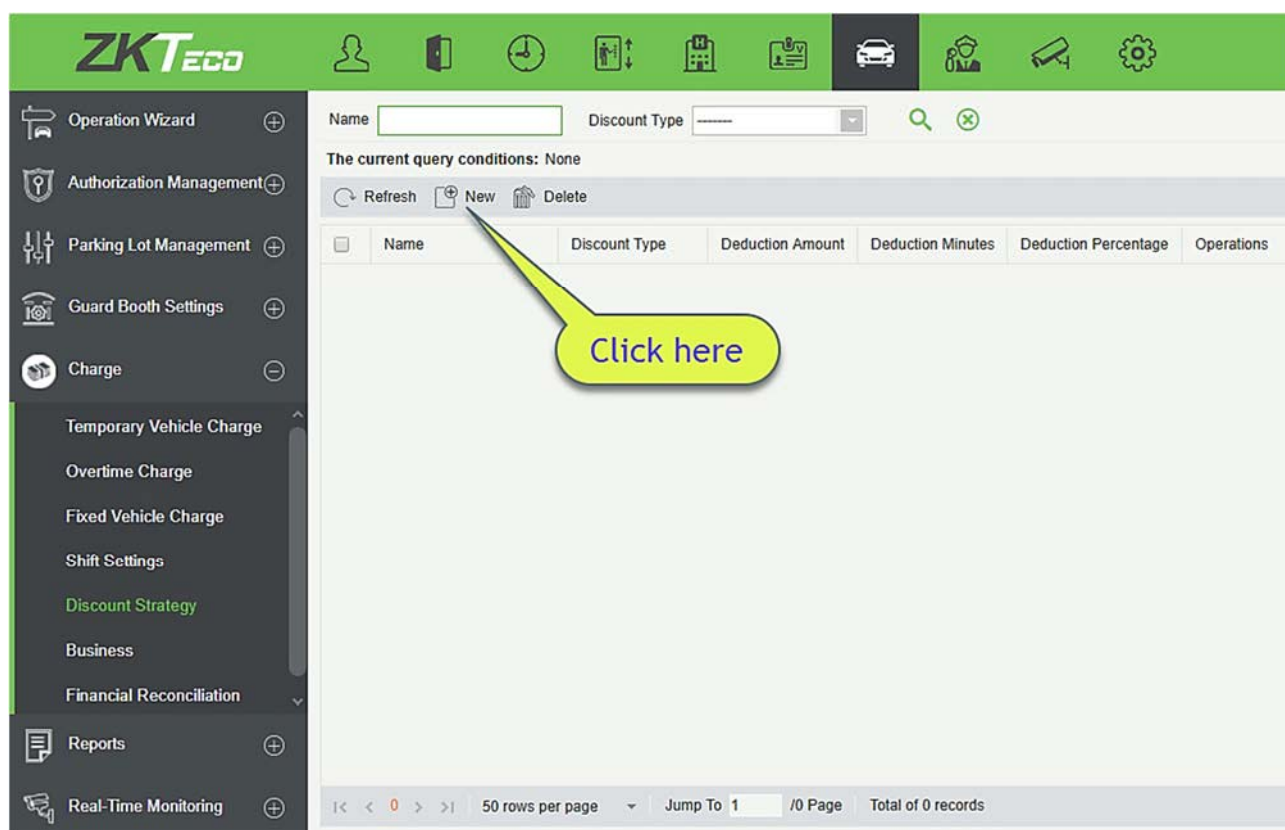 ZKTECO
Operation Wizard
Authorization Management
Parking Lot Management
Guard Booth Settings
Charge
Temporary Vehicle Charge
Overtime Charge
Fixed Vehicle Charge
Shift Settings
Discount Strategy
Business
Financial Reconciliation
Reports
Real-Time Monitoring
Name Discount Type -------
The current query conditions: None
Refresh New Delete
Name Discount Type Deduction Amount Deduction Minutes Deduction Percentage Operations
Click here
|< < 0 > >| 50 rows per page Jump To 1 /0 Page Total of 0 records